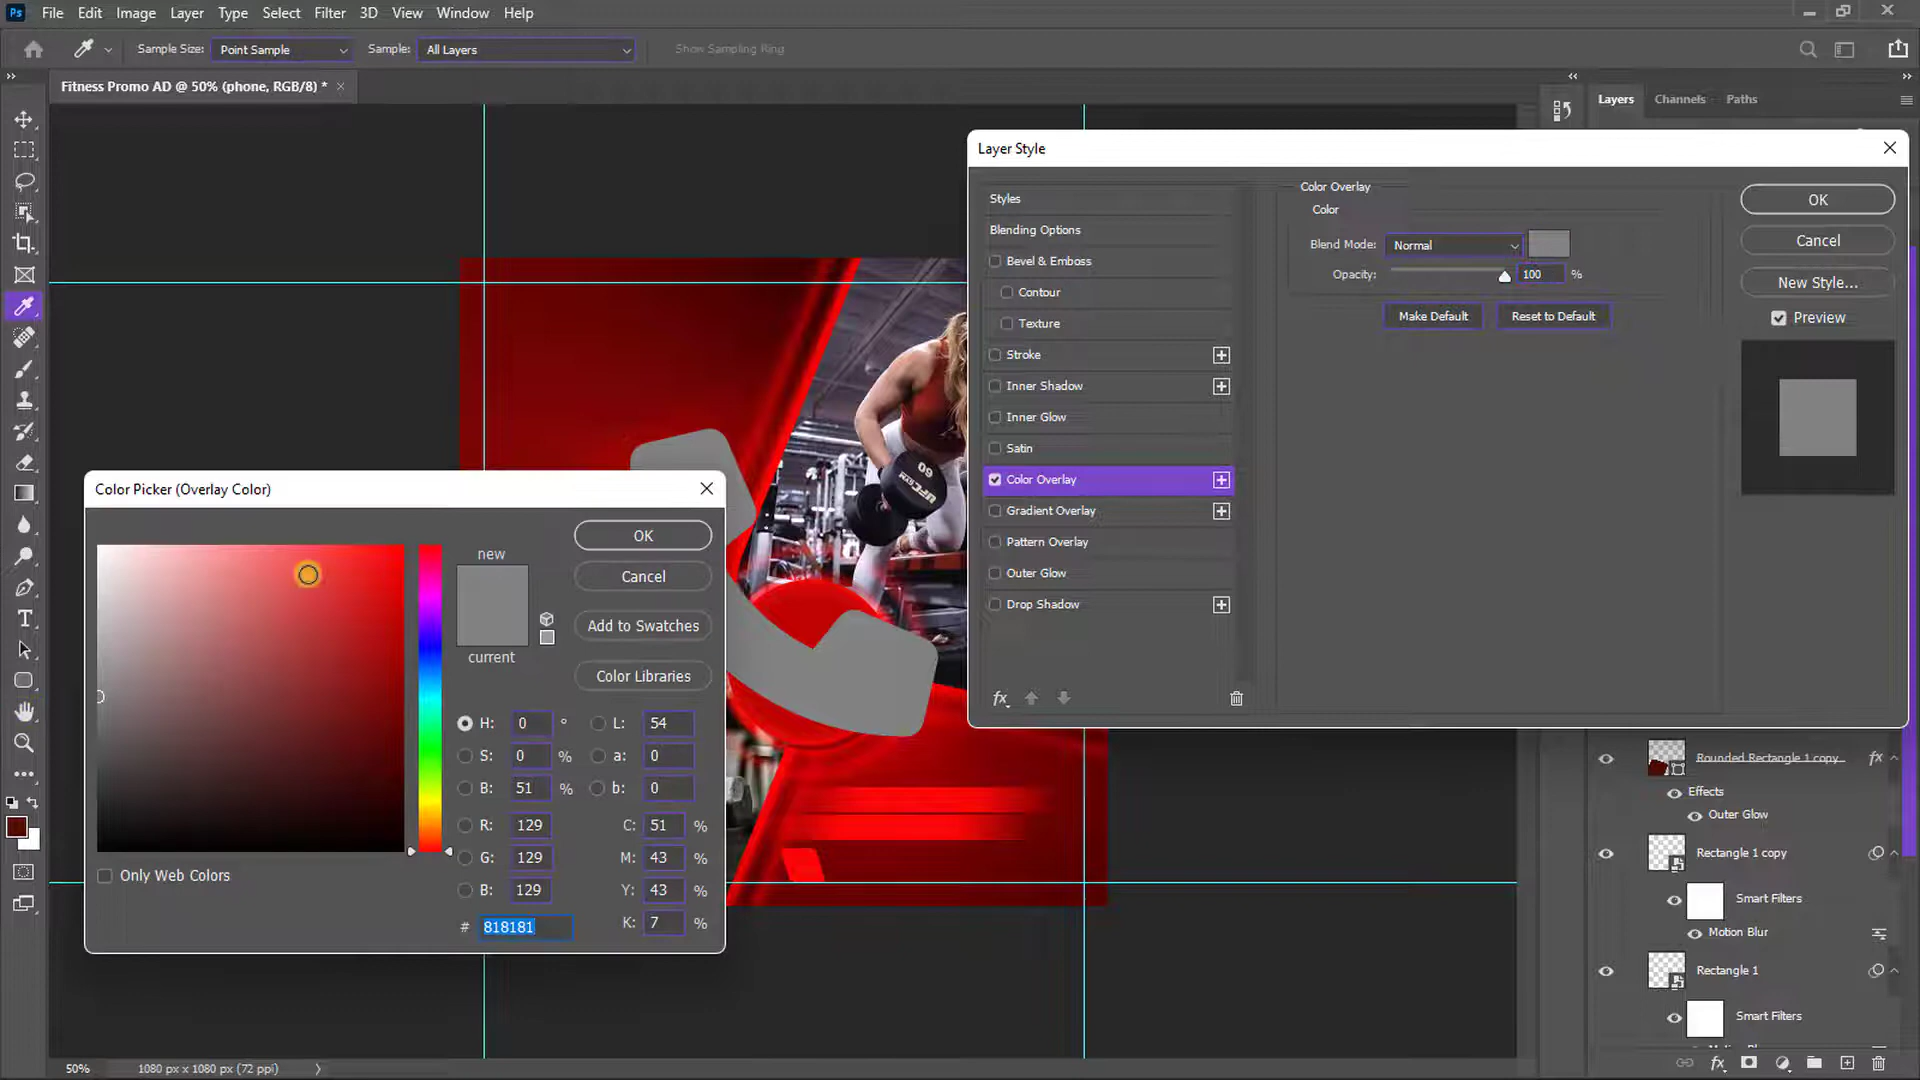 Ps File Edit Image Layer Type Select Filter 3D View Window Help
Sample Size: Point Sample Sample: All Layers Show Sampling Ring
Fitness Promo AD @ 50% (phone, RGB/8) *
Layers Channels Paths
Layer Style
Styles
Blending Options
Bevel & Emboss
Contour
Texture
Stroke
Inner Shadow
Inner Glow
Satin
Color Overlay
Gradient Overlay
Pattern Overlay
Outer Glow
Drop Shadow
fx
Color Overlay
Color
Blend Mode: Normal
Opacity: 100 %
Make Default Reset to Default
OK
Cancel
New Style...
Preview
60
UFC GYM
Color Picker (Overlay Color)
new
current
OK
Cancel
Add to Swatches
Color Libraries
H: 0 ° L: 54
S: 0 % a: 0
B: 51 % b: 0
R: 129 C: 51 %
G: 129 M: 43 %
B: 129 Y: 43 %
# 818181 K: 7 %
Only Web Colors
Rounded Rectangle 1 copy fx
Effects
Outer Glow
Rectangle 1 copy
Smart Filters
Motion Blur
Rectangle 1
Smart Filters
50% 1080 px x 1080 px (72 ppi)
fx